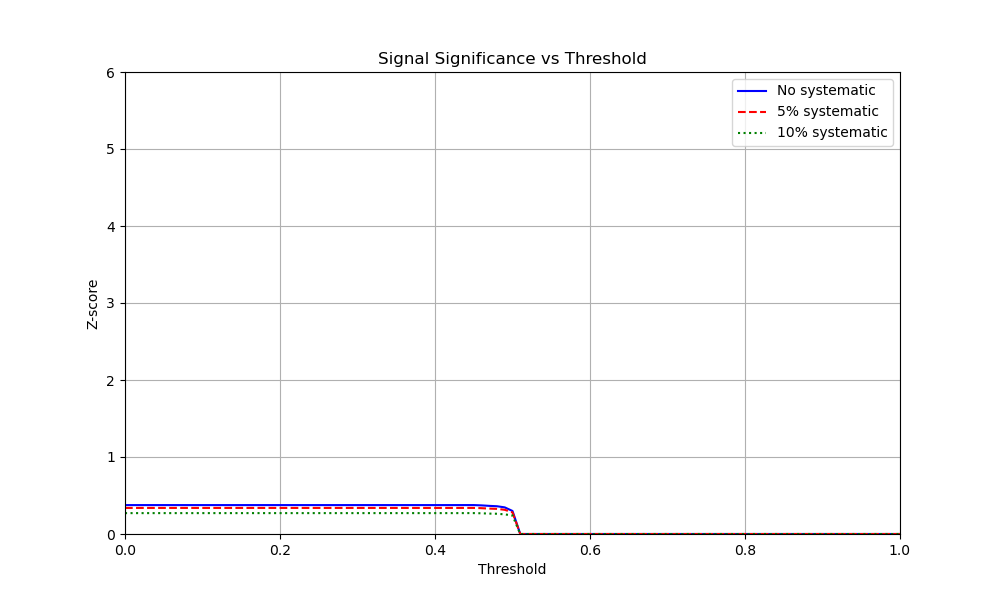 Signal Significance vs Threshold
No systematic
5% systematic
10% systematic
6
5
4
3
2
1
0
Z-score
0.0 0.2 0.4 0.6 0.8 1.0
Threshold